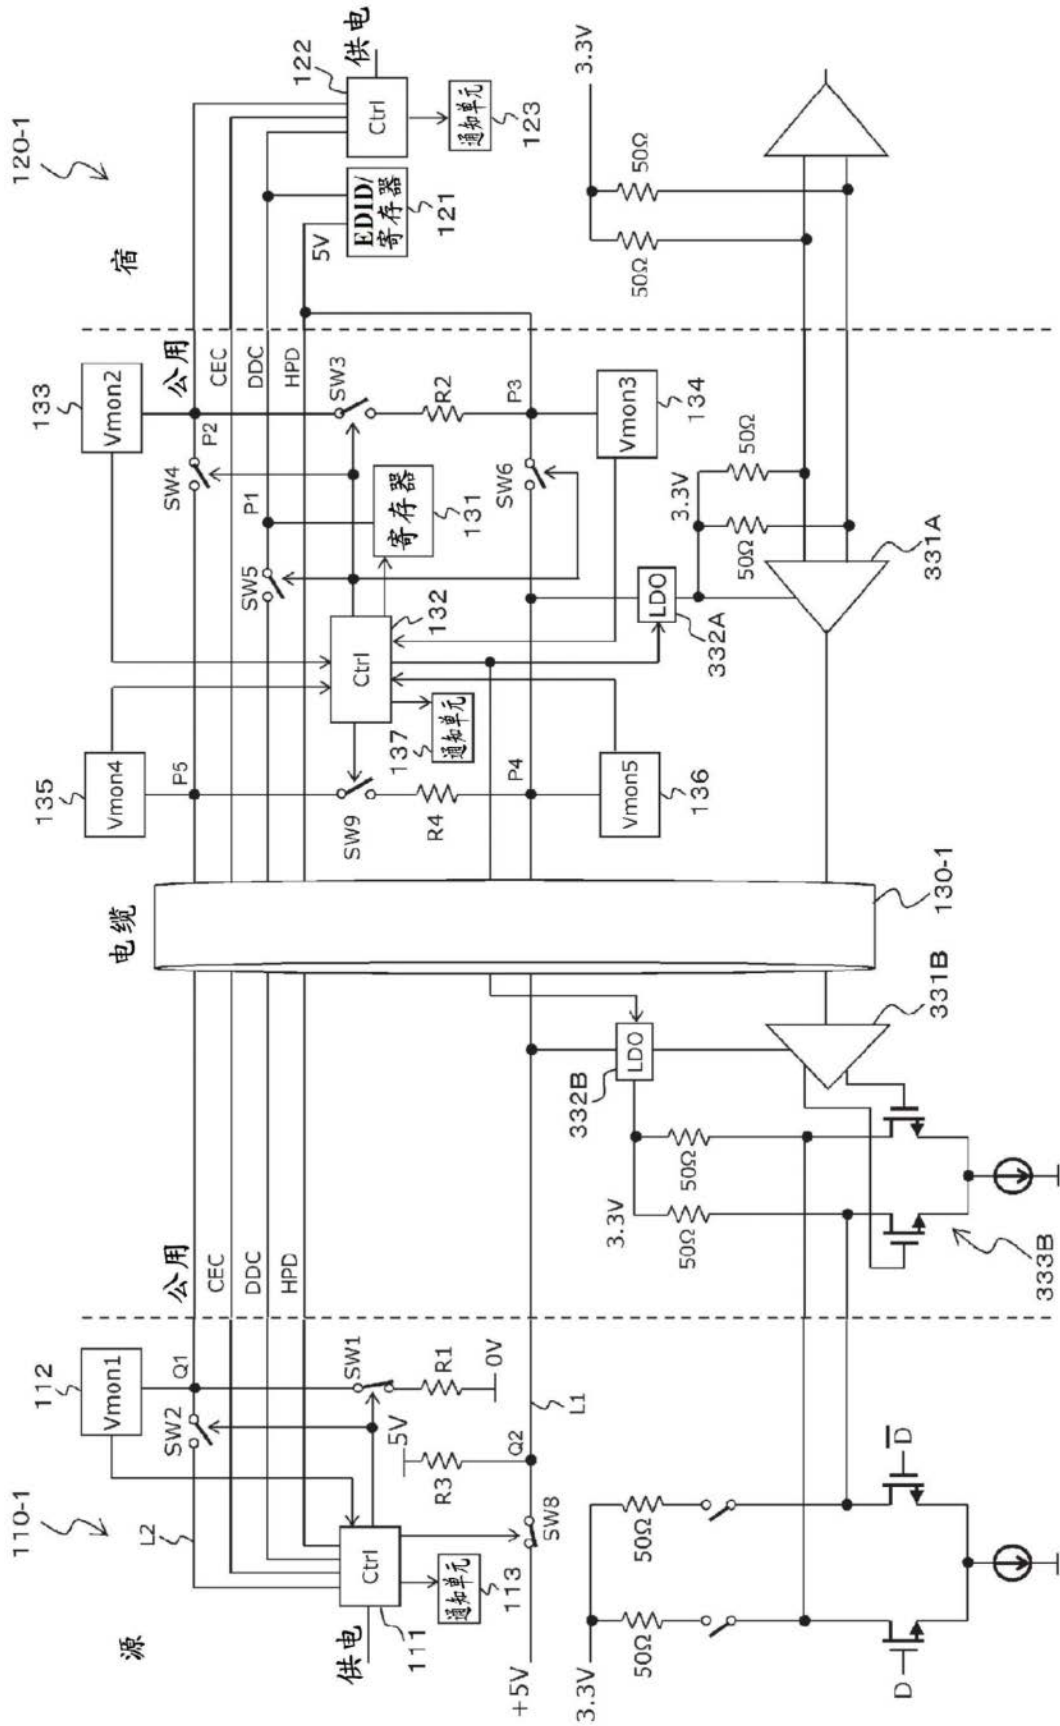 110-1
源
供电
Ctrl
111
通知单元
113
L2
SW2
Vmon1
112
Q1
SW1
R1
0V
5V
R3
Q2
SW8
L1
+5V
3.3V
50Ω
50Ω
D
D̅
公用
CEC
DDC
HPD
3.3V
50Ω
50Ω
LDO
332B
331B
333B
电缆
130-1
135
Vmon4
P5
SW9
R4
P4
Vmon5
136
137
通知单元
Ctrl
132
SW5
P1
寄存器
131
SW4
P2
133
Vmon2
公用
CEC
DDC
HPD
SW3
R2
P3
SW6
Vmon3
134
LDO
332A
3.3V
50Ω
50Ω
331A
120-1
宿
5V
EDID/
寄存器
121
Ctrl
122
供电
通知单元
123
3.3V
50Ω
50Ω